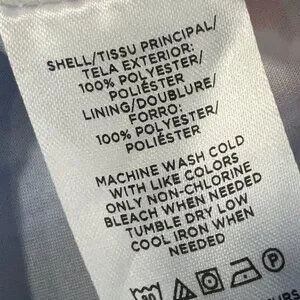 SHELL/TISSU PRINCIPAL/
TELA EXTERIOR:
100% POLYESTER/
POLIÉSTER
LINING/DOUBLURE/
FORRO:
100% POLYESTER/
POLIÉSTER
MACHINE WASH COLD
WITH LIKE COLORS
ONLY NON-CHLORINE
BLEACH WHEN NEEDED
TUMBLE DRY LOW
COOL IRON WHEN
NEEDED